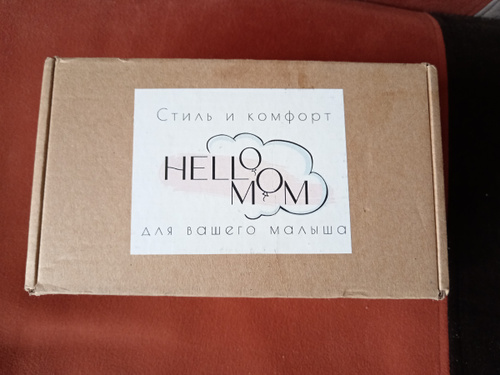 Стиль и комфорт
HELLO
MOM
для вашего малыша